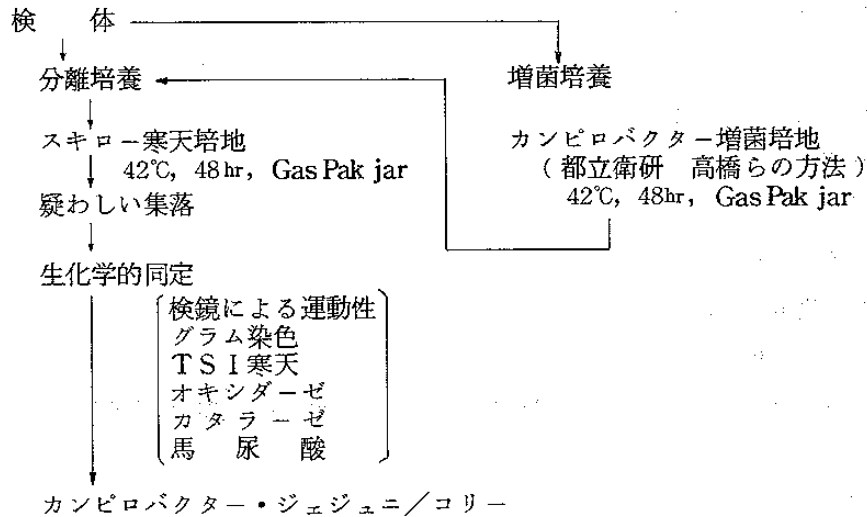 検　体
分離培養
スキロー寒天培地
42℃, 48hr, Gas Pak jar
疑わしい集落
生化学的同定
検鏡による運動性
グラム染色
TSI寒天
オキシダーゼ
カタラーゼ
馬尿酸
カンピロバクター・ジェジュニ／コリー
増菌培養
カンピロバクター増菌培地
(都立衛研　高橋らの方法)
42℃, 48hr, Gas Pak jar